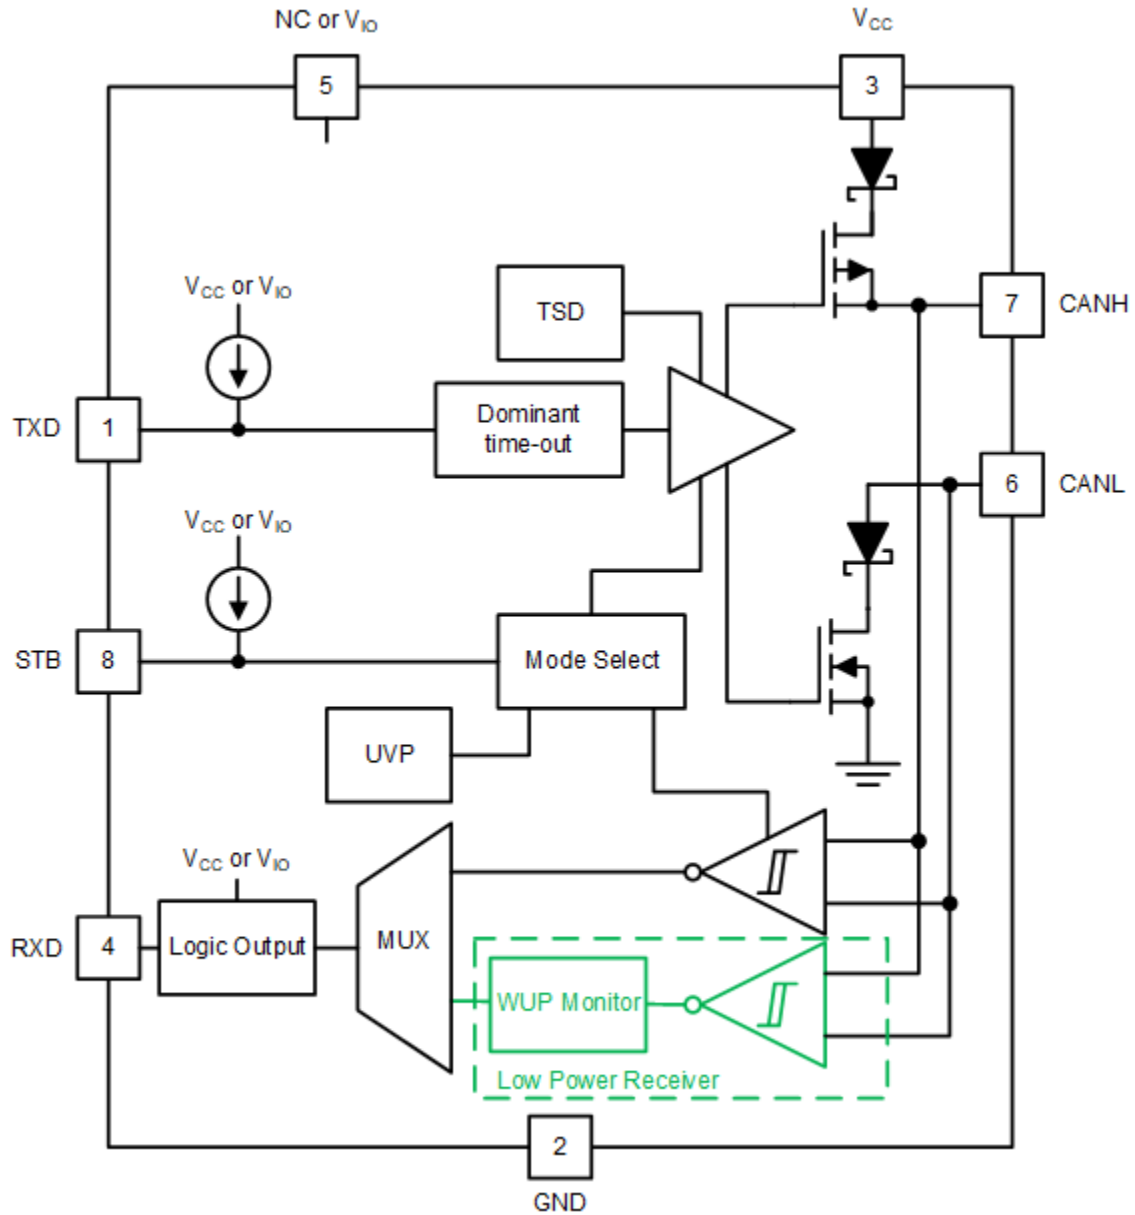 NC or VIO
VCC
5
3
VCC or VIO
TSD
7
CANH
TXD
1
Dominant
time-out
6
CANL
VCC or VIO
STB
8
Mode Select
UVP
VCC or VIO
RXD
4
Logic Output
MUX
WUP Monitor
Low Power Receiver
2
GND